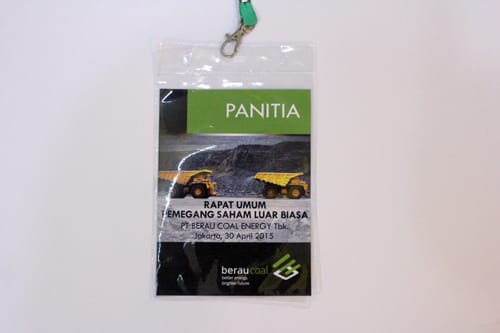 PANITIA
RAPAT UMUM
PEMEGANG SAHAM LUAR BIASA
PT BERAU COAL ENERGY Tbk.
Jakarta, 30 April 2015
beraucoal
better energy,
brighter future